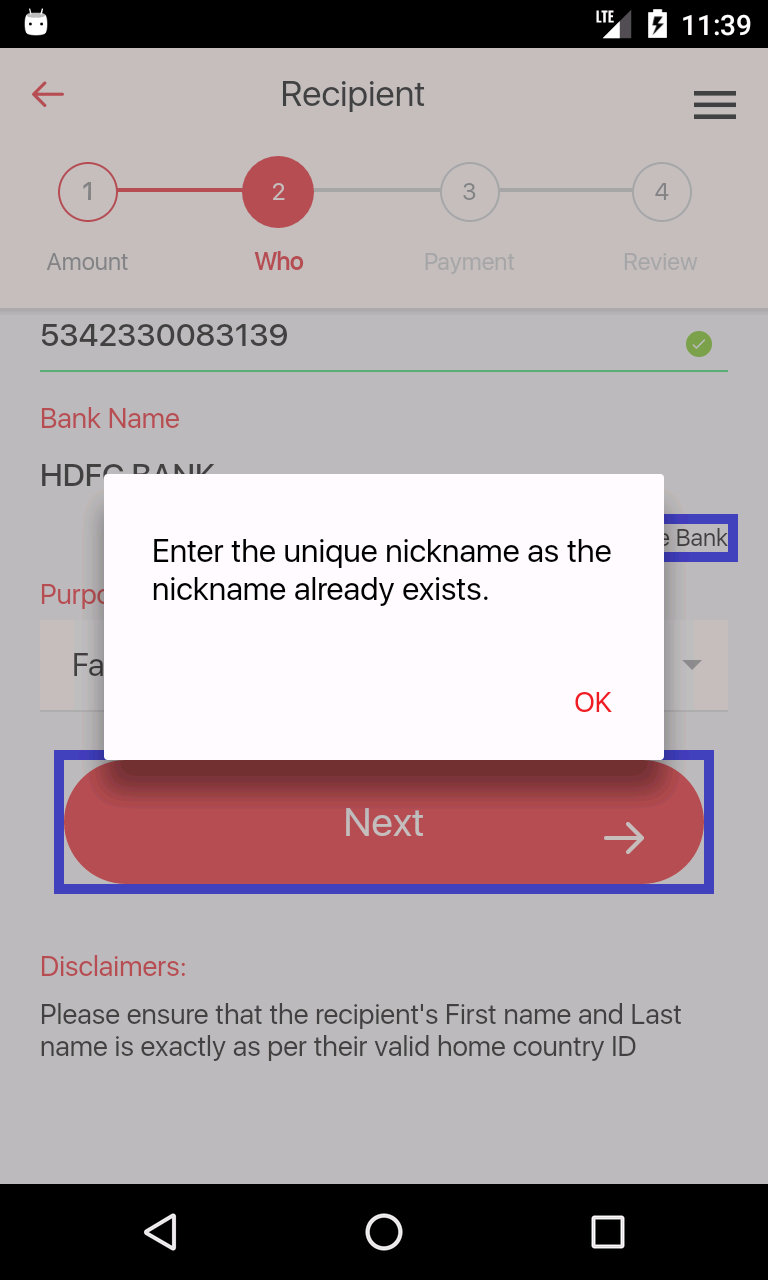 LTE 11:39
Recipient
1 2 3 4
Amount Who Payment Review
5342330083139
Bank Name
HDFC BANK
Bank
Enter the unique nickname as the
nickname already exists.
OK
Next
Disclaimers:
Please ensure that the recipient's First name and Last
name is exactly as per their valid home country ID